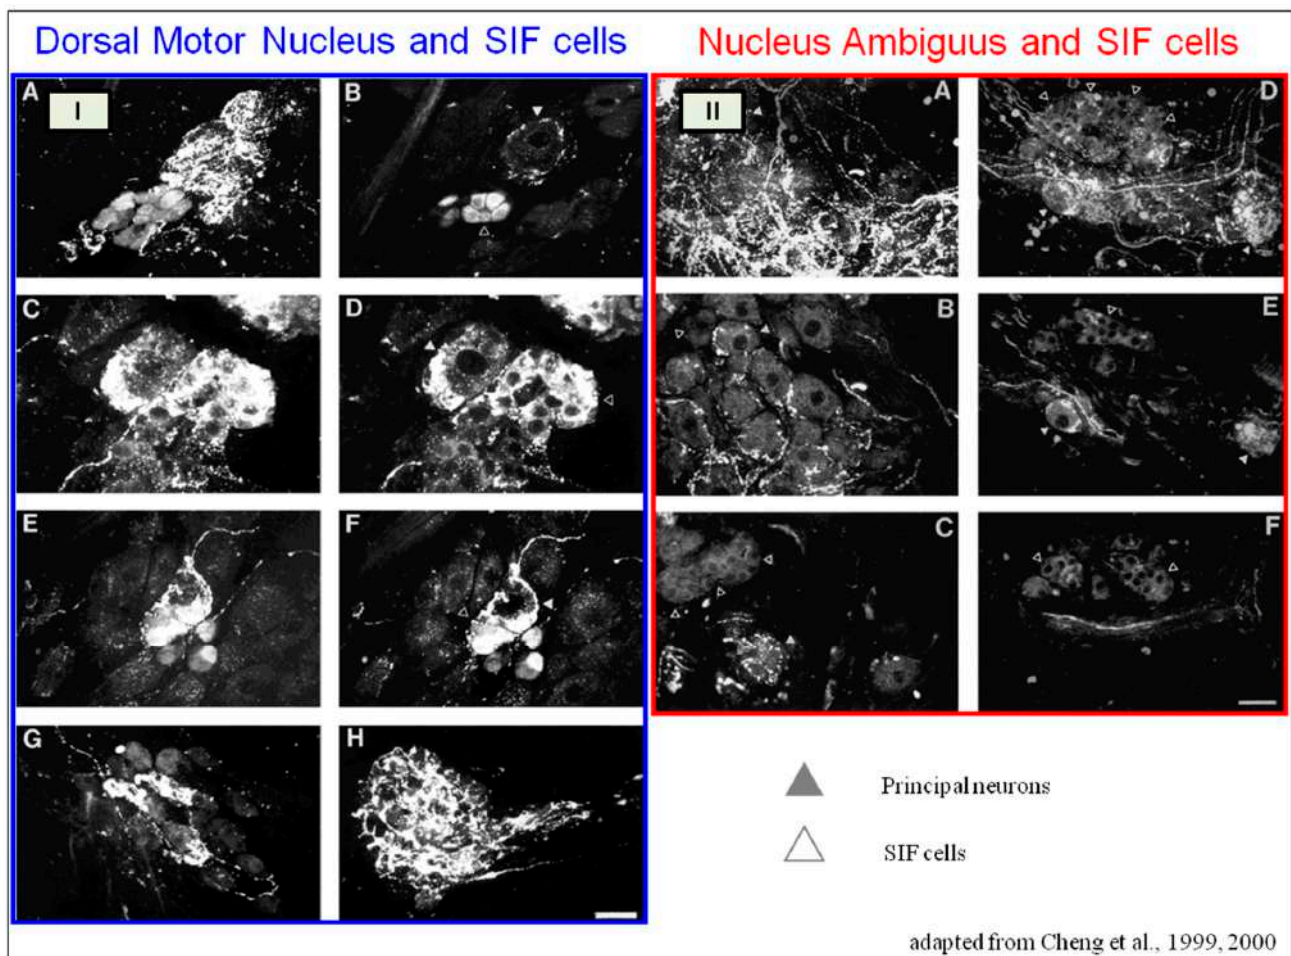 Dorsal Motor Nucleus and SIF cells
Nucleus Ambiguus and SIF cells
A
I
B
C
D
E
F
G
H
II
A
D
B
E
C
F
Principal neurons
SIF cells
adapted from Cheng et al., 1999, 2000